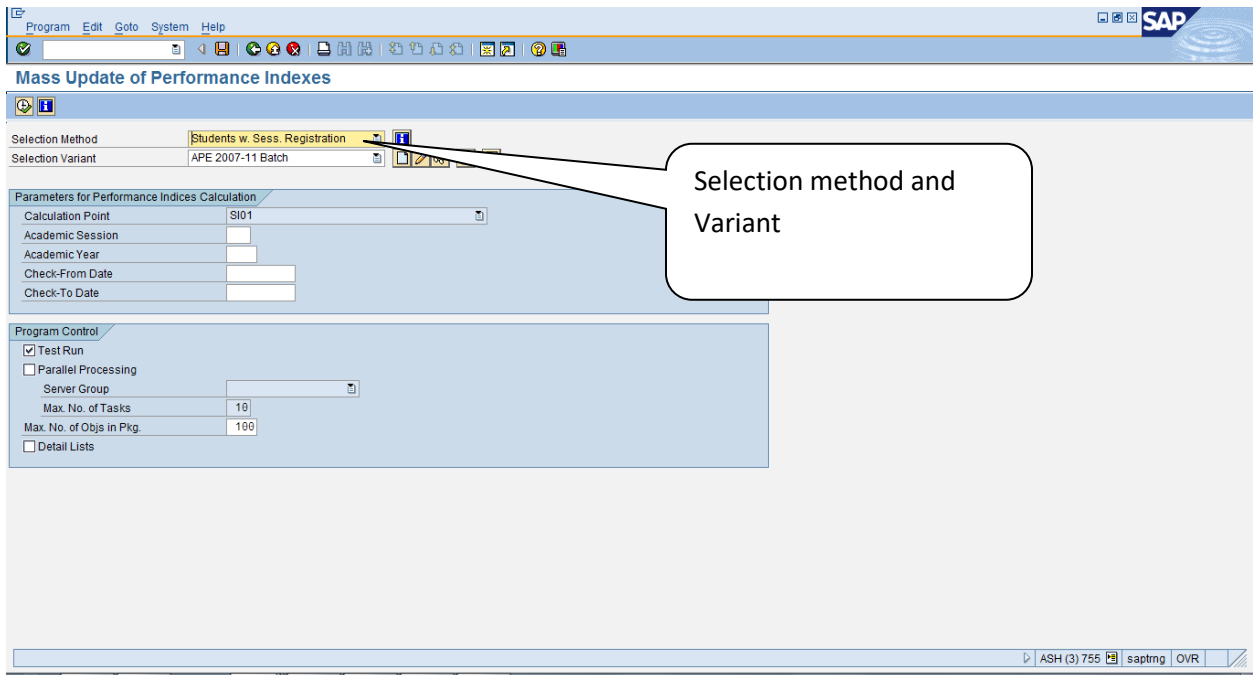 Program Edit Goto System Help
SAP
Mass Update of Performance Indexes
Selection Method Students w. Sess. Registration
Selection Variant APE 2007-11 Batch
Selection method and
Variant
Parameters for Performance Indices Calculation
Calculation Point SI01
Academic Session
Academic Year
Check-From Date
Check-To Date
Program Control
Test Run
Parallel Processing
Server Group
Max. No. of Tasks 10
Max. No. of Objs in Pkg. 100
Detail Lists
ASH (3) 755 saptrng OVR